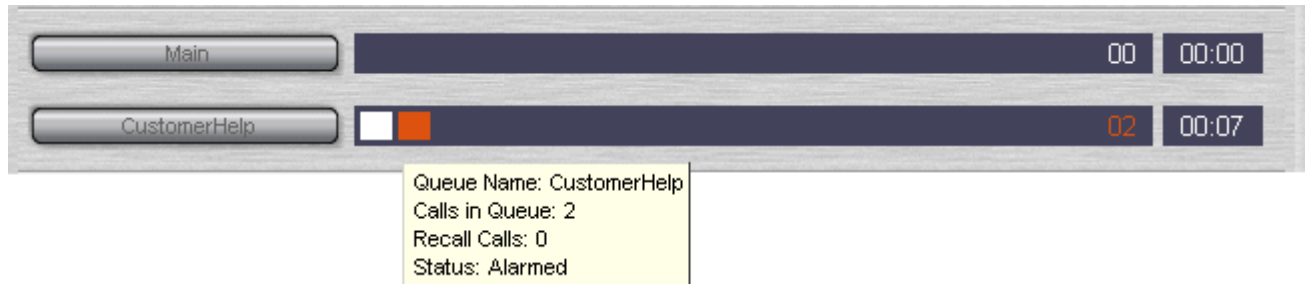 Main 00 00:00
CustomerHelp 02 00:07
Queue Name: CustomerHelp
Calls in Queue: 2
Recall Calls: 0
Status: Alarmed